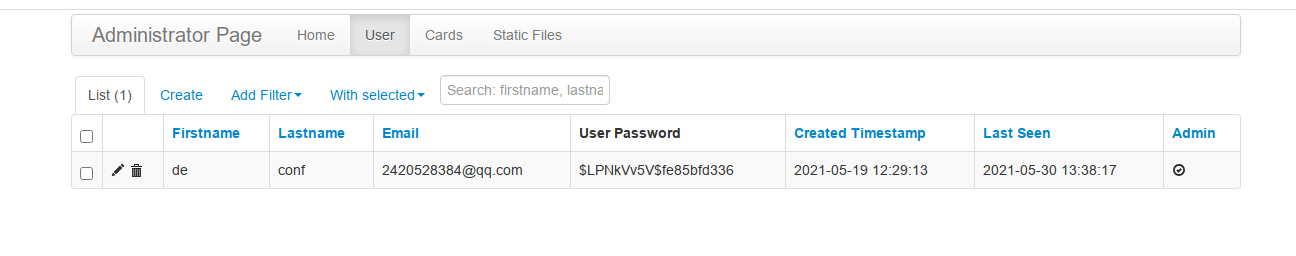 Administrator Page Home User Cards Static Files
List (1) Create Add Filter With selected Search: firstname, lastna
Firstname Lastname Email User Password Created Timestamp Last Seen Admin
de conf 2420528384@qq.com $LPNkVv5V$fe85bfd336 2021-05-19 12:29:13 2021-05-30 13:38:17